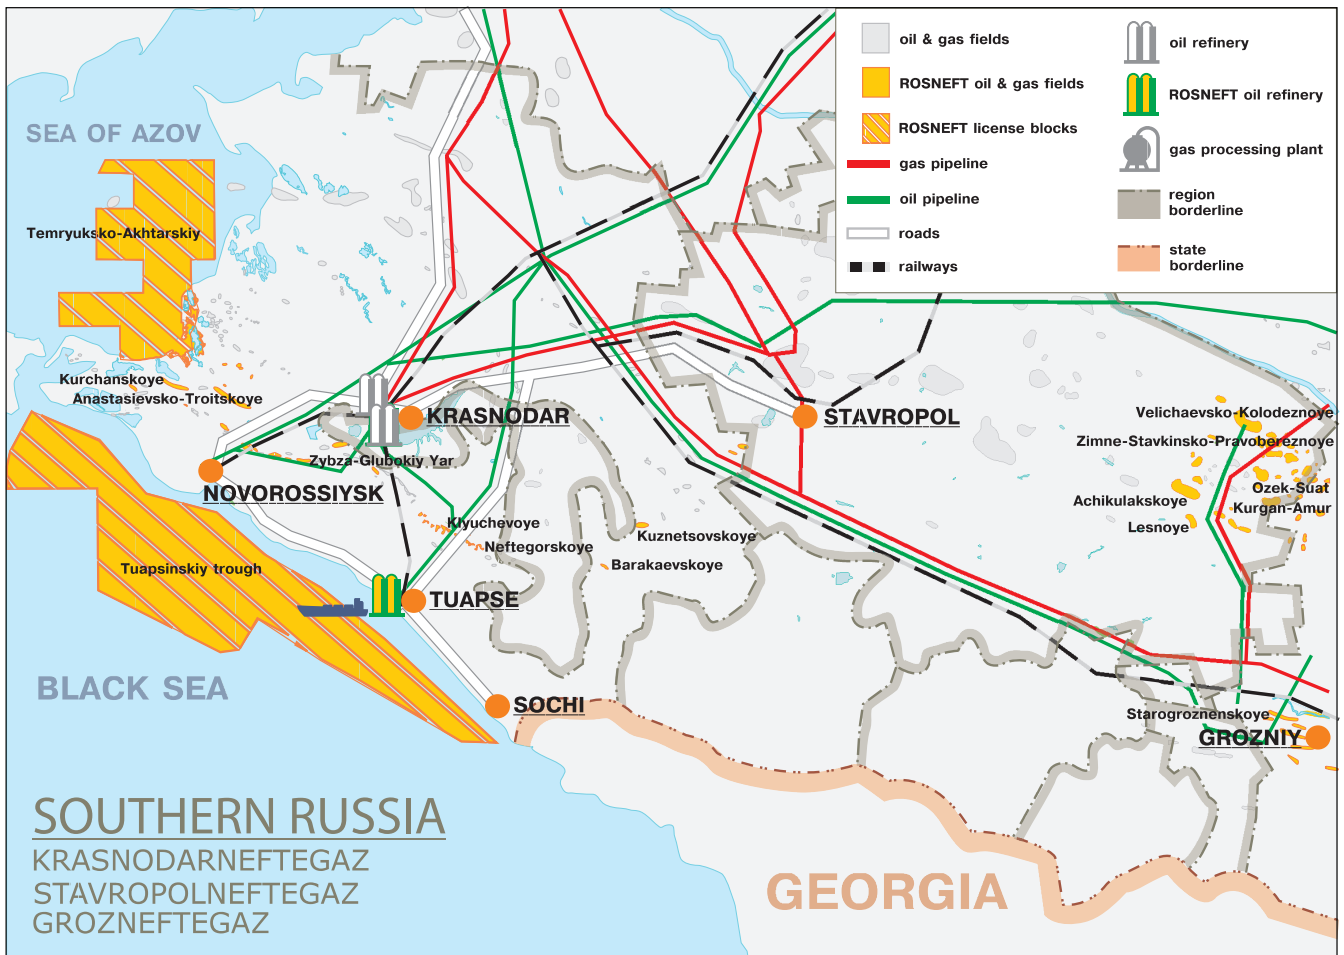 oil & gas fields
ROSNEFT oil & gas fields
ROSNEFT license blocks
gas pipeline
oil pipeline
roads
railways
oil refinery
ROSNEFT oil refinery
gas processing plant
region
borderline
state
borderline
SEA OF AZOV
Temryuksko-Akhtarskiy
Kurchanskoye
Anastasievsko-Troitskoye
KRASNODAR
STAVROPOL
Velichaevsko-Kolodeznoye
Zimne-Stavkinsko-Pravobereznoye
Zybza-Glubokiy Yar
NOVOROSSIYSK
Ozek-Suat
Achikulakskoye
Kurgan-Amur
Lesnoye
Klyuchevoye
Kuznetsovskoye
Neftegorskoye
Barakaevskoye
Tuapsinskiy trough
TUAPSE
BLACK SEA
SOCHI
Starogroznenskoye
GROZNIY
SOUTHERN RUSSIA
KRASNODARNEFTEGAZ
STAVROPOLNEFTEGAZ
GROZNEFTEGAZ
GEORGIA